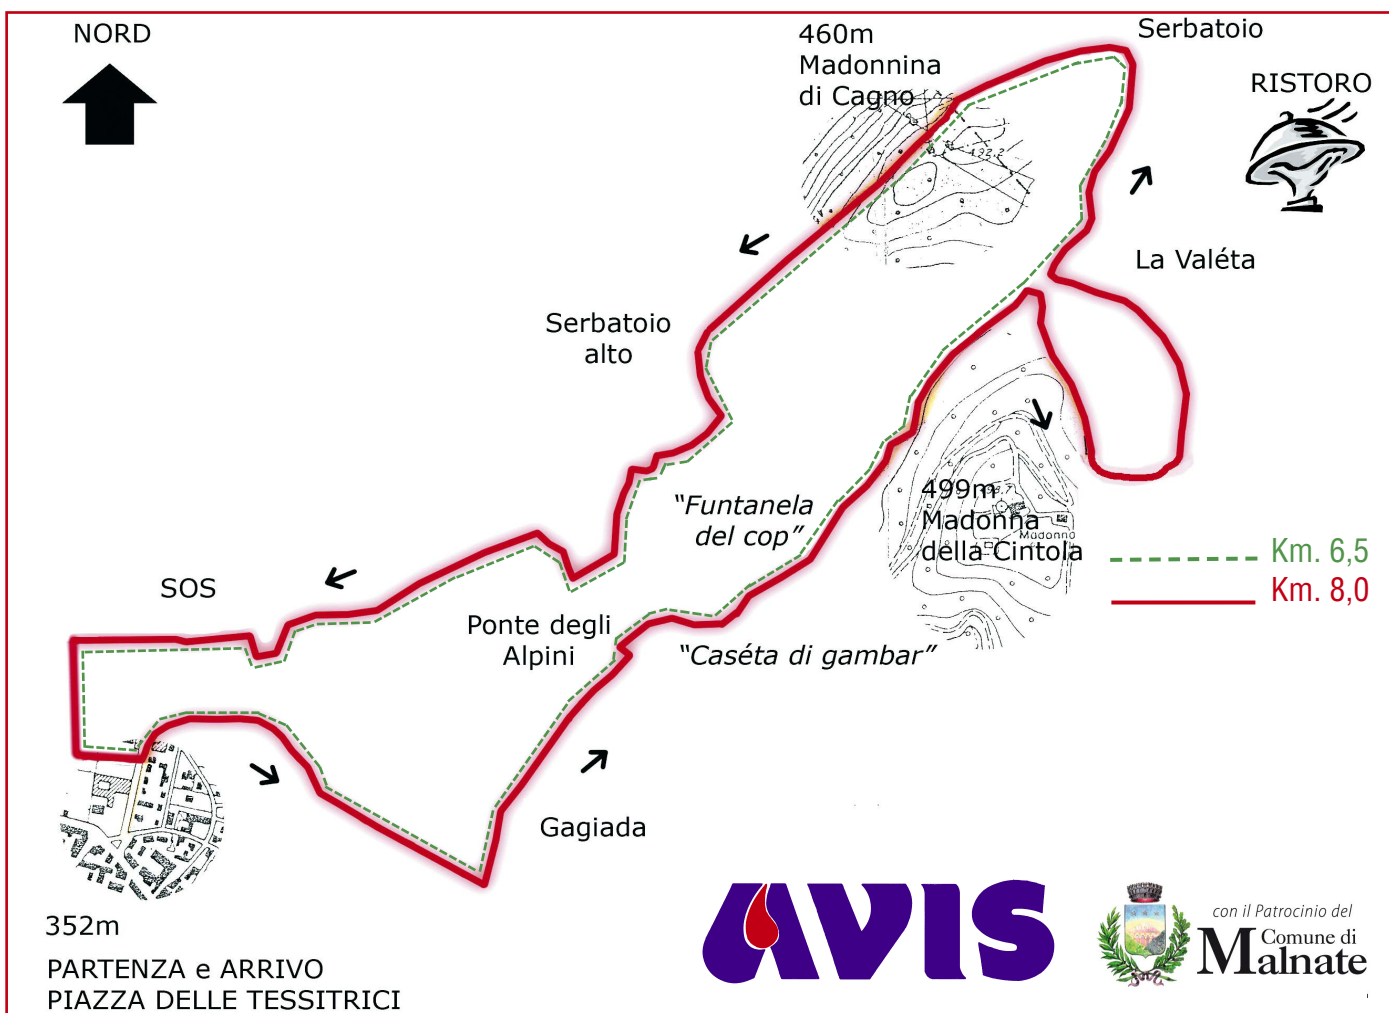 NORD
460m
Madonnina
di Cagno
Serbatoio
RISTORO
La Valéta
Serbatoio
alto
499m
Madonna
della Cintola
Madonna
“Funtanela
del cop”
Km. 6,5
Km. 8,0
SOS
Ponte degli
Alpini
“Caséta di gambar”
Gagiada
352m
PARTENZA e ARRIVO
PIAZZA DELLE TESSITRICI
AVIS
con il Patrocinio del
Comune di
Malnate